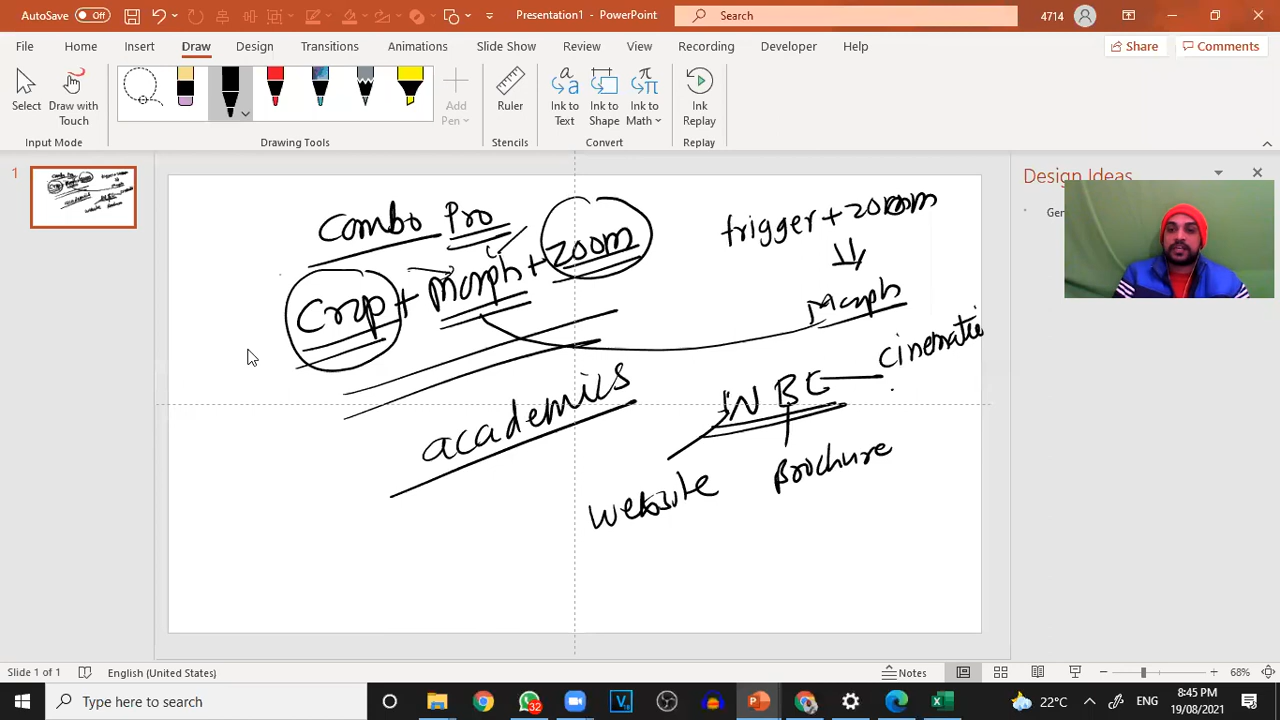 AutoSave Off
Presentation1 - PowerPoint
Search
4714
File Home Insert Draw Design Transitions Animations Slide Show Review View Recording Developer Help
Share Comments
Select
Draw with Touch
Add Pen
Ruler
Ink to Text
Ink to Shape
Ink to Math
Ink Replay
Input Mode
Drawing Tools
Stencils
Convert
Replay
1
Design Ideas
Combo Pro
Crop + Morph + zoom
academics
trigger + zoom
Morph
cinematic
Brochure
website
Slide 1 of 1 English (United States)
Notes
68%
Type here to search
32
22°C
ENG
8:45 PM
19/08/2021